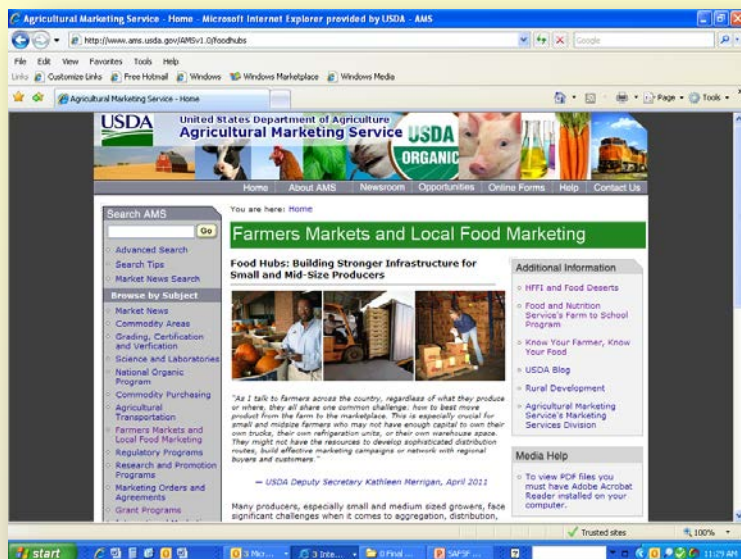 Agricultural Marketing Service - Home - Microsoft Internet Explorer provided by USDA - AMS
http://www.ams.usda.gov/AMSv1.0/foodhubs
Google
File Edit View Favorites Tools Help
Links Customize Links Free Hotmail Windows Windows Marketplace Windows Media
Agricultural Marketing Service - Home
Page Tools
USDA
United States Department of Agriculture
Agricultural Marketing Service
USDA
ORGANIC
Home About AMS Newsroom Opportunities Online Forms Help Contact Us
Search AMS
Go
Advanced Search
Search Tips
Market News Search
Browse by Subject
Market News
Commodity Areas
Grading, Certification
and Verfication
Science and Laboratories
National Organic
Program
Commodity Purchasing
Agricultural
Transportation
Farmers Markets and
Local Food Marketing
Regulatory Programs
Research and Promotion
Programs
Marketing Orders and
Agreements
Grant Programs
You are here: Home
Farmers Markets and Local Food Marketing
Food Hubs: Building Stronger Infrastructure for
Small and Mid-Size Producers
"As I talk to farmers across the country, regardless of what they produce
or where, they all share one common challenge: how to best move
product from the farm to the marketplace. This is especially crucial for
small and midsize farmers who may not have enough capital to own their
own trucks, their own refrigeration units, or their own warehouse space.
They might not have the resources to develop sophisticated distribution
routes, build effective marketing campaigns or network with regional
buyers and customers."
— USDA Deputy Secretary Kathleen Merrigan, April 2011
Many producers, especially small and medium sized growers, face
significant challenges when it comes to aggregation, distribution,
Additional Information
HFFI and Food Deserts
Food and Nutrition
Service's Farm to School
Program
Know Your Farmer, Know
Your Food
USDA Blog
Rural Development
Agricultural Marketing
Service's Marketing
Services Division
Media Help
To view PDF files you
must have Adobe Acrobat
Reader installed on your
computer.
Trusted sites 100%
start 3 Micr... 3 Inte... 0 Final ... SAFSF ... 11:29 AM